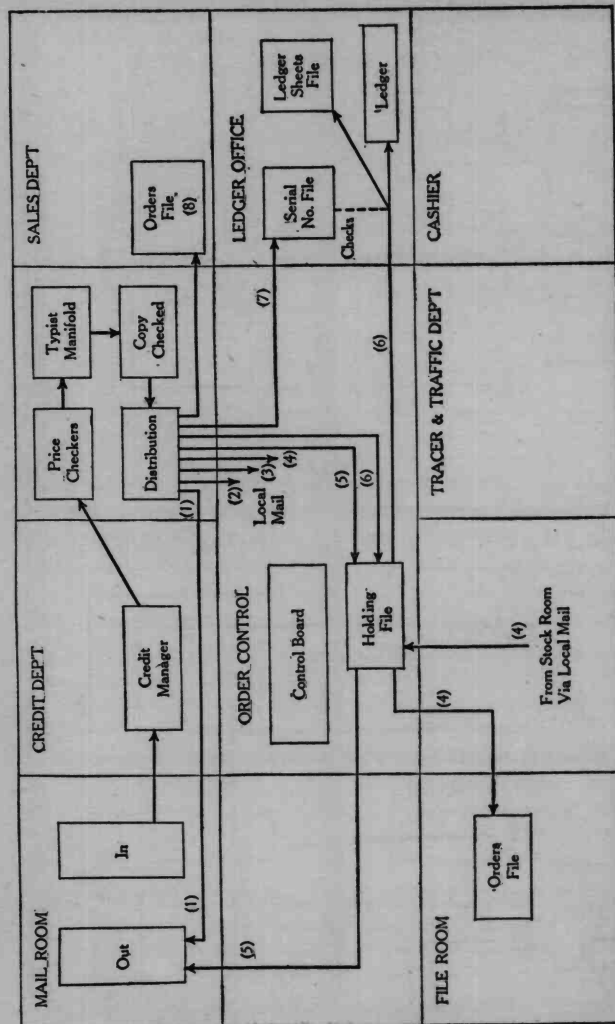 MAIL ROOM
Out
In
(1)
(5)
CREDIT DEPT
Credit
Manager
Price
Checkers
Typist
Manifold
Copy
Checked
Distribution
(1)
(2)
(3)
(4)
Local
Mail
SALES DEPT
Orders
File
(8)
ORDER CONTROL
Control Board
Holding
File
(5)
(6)
(7)
(6)
LEDGER OFFICE
Serial
No. File
Checks
Ledger
Sheets
File
Ledger
FILE ROOM
Orders
File
(4)
(4)
From Stock Room
Via Local Mail
TRACER & TRAFFIC DEPT
CASHIER